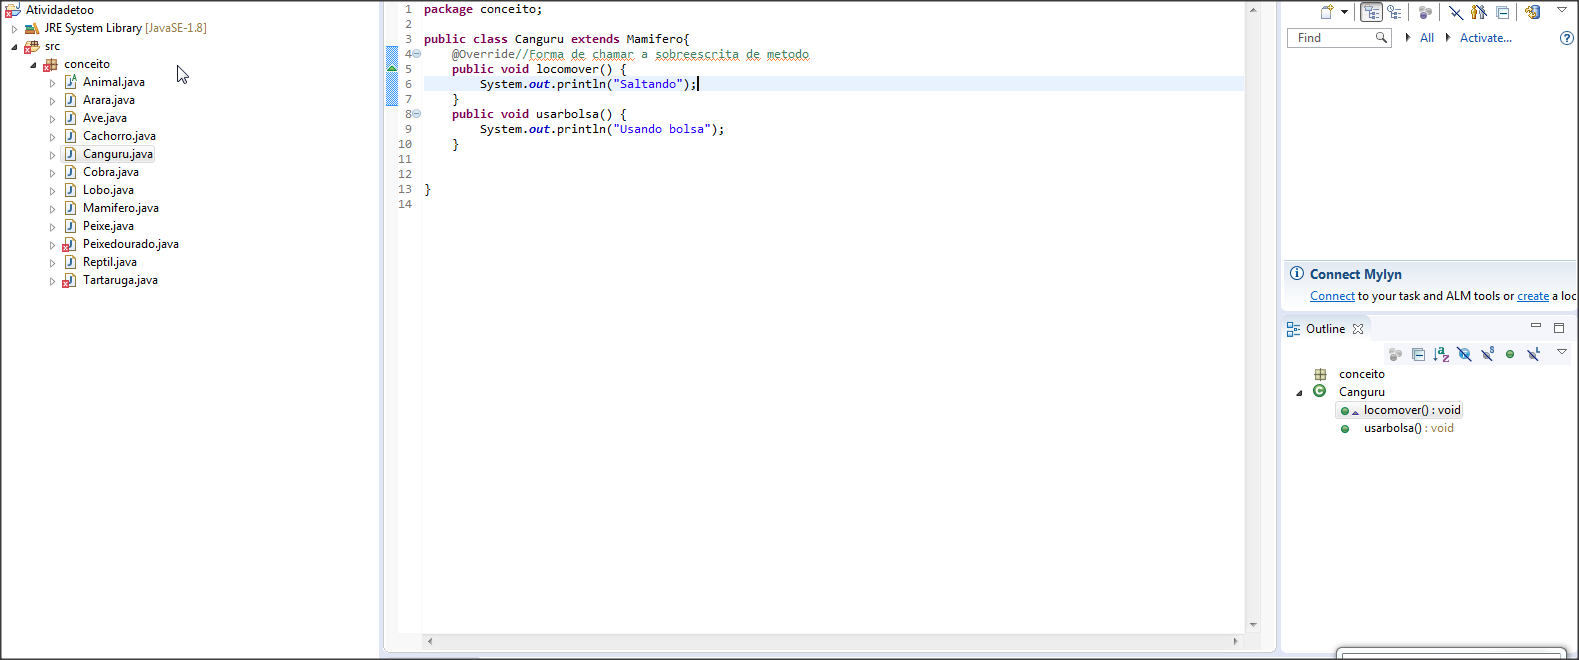 Atividadetoo
JRE System Library [JavaSE-1.8]
src
conceito
Animal.java
Arara.java
Ave.java
Cachorro.java
Canguru.java
Cobra.java
Lobo.java
Mamifero.java
Peixe.java
Peixedourado.java
Reptil.java
Tartaruga.java
1 package conceito;
2
3 public class Canguru extends Mamifero{
4 @Override//Forma de chamar a sobreescrita de metodo
5 public void locomover() {
6 System.out.println("Saltando");
7 }
8 public void usarbolsa() {
9 System.out.println("Usando bolsa");
10 }
11
12
13 }
14
Find
All
Activate...
Connect Mylyn
Connect to your task and ALM tools or create a loc
Outline
conceito
Canguru
locomover() : void
usarbolsa() : void